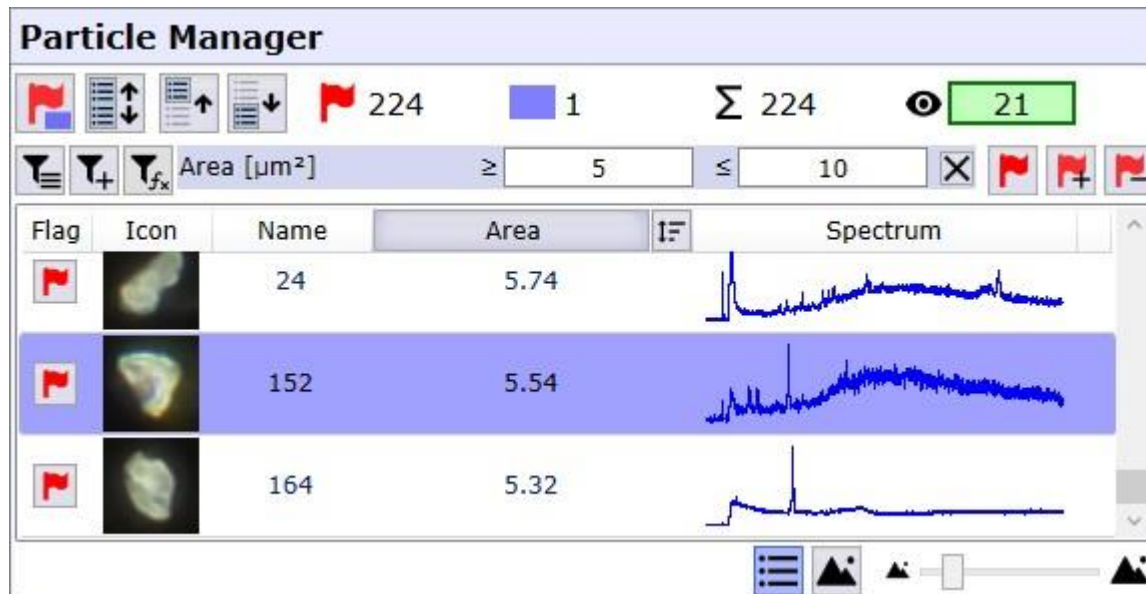 Particle Manager
224 1 Σ 224 21
fx Area [µm²] ≥ 5 ≤ 10
Flag Icon Name Area Spectrum
24 5.74
152 5.54
164 5.32